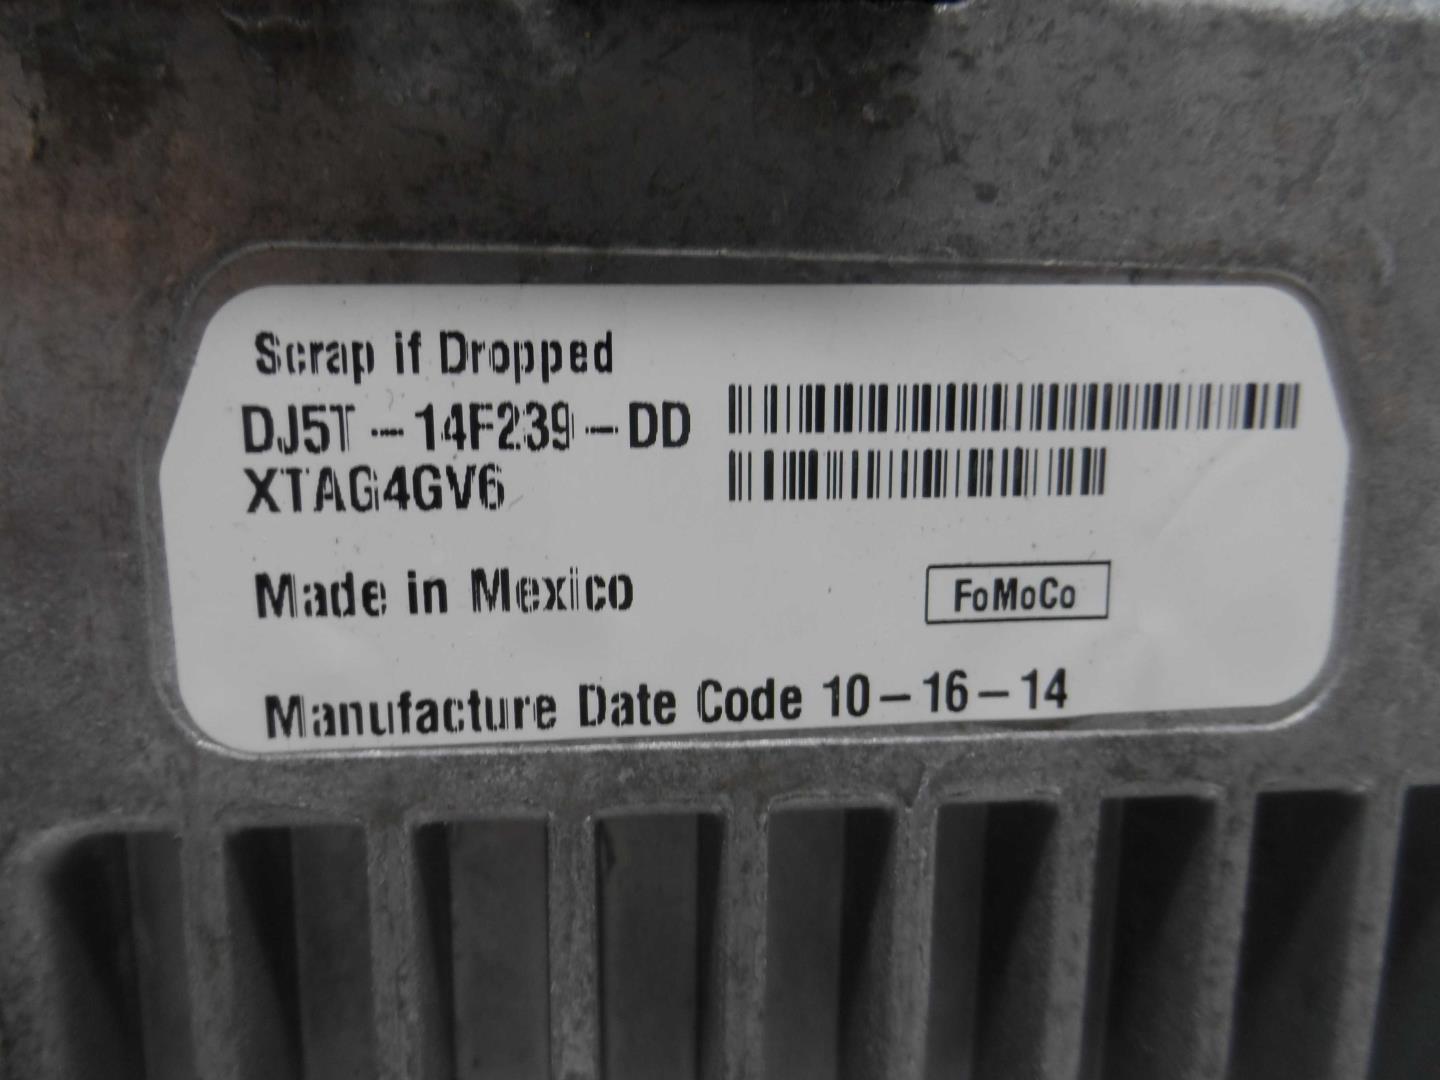 Scrap if Dropped
DJ5T-14F239-DD
XTAG4GV6
Made in Mexico
FoMoCo
Manufacture Date Code 10-16-14